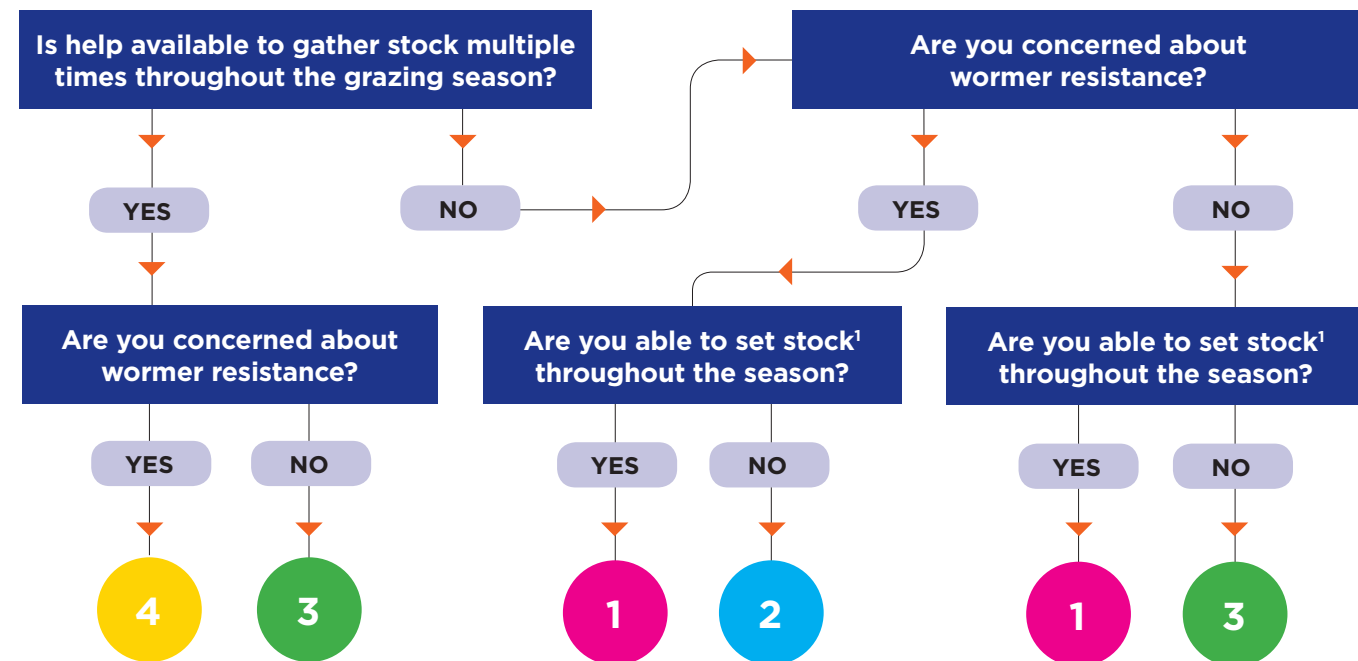 Is help available to gather stock multiple
times throughout the grazing season?
Are you concerned about
wormer resistance?
YES
NO
YES
NO
Are you concerned about
wormer resistance?
Are you able to set stock¹
throughout the season?
Are you able to set stock¹
throughout the season?
YES
NO
YES
NO
YES
NO
4
3
1
2
1
3